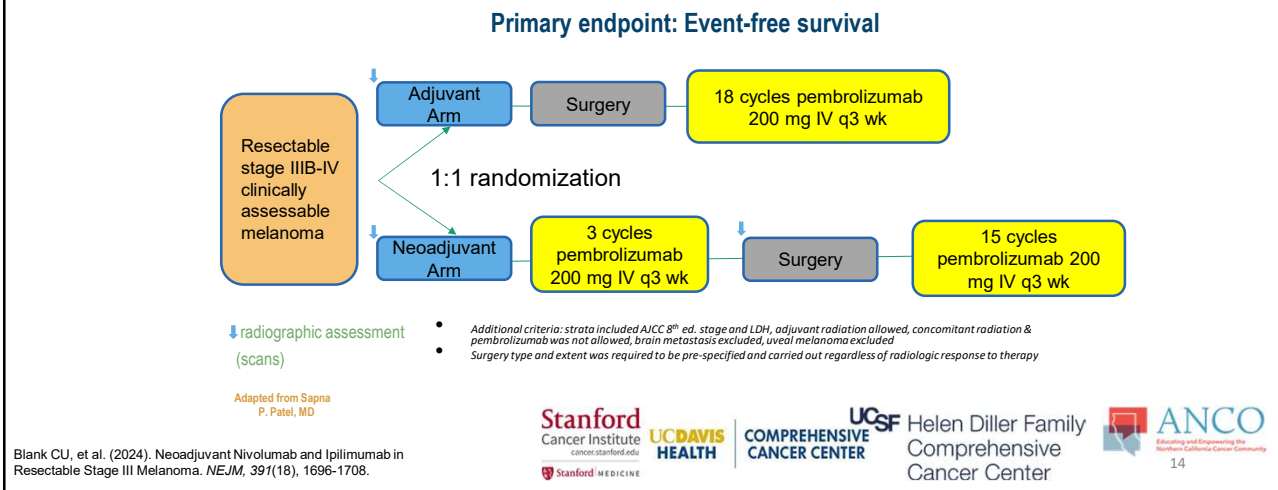 Primary endpoint: Event-free survival
Resectable
stage IIIB-IV
clinically
assessable
melanoma
Adjuvant
Arm
Surgery
18 cycles pembrolizumab
200 mg IV q3 wk
1:1 randomization
Neoadjuvant
Arm
3 cycles
pembrolizumab
200 mg IV q3 wk
Surgery
15 cycles
pembrolizumab 200
mg IV q3 wk
radiographic assessment
(scans)
• Additional criteria: strata included AJCC 8th ed. stage and LDH, adjuvant radiation allowed, concomitant radiation &
pembrolizumab was not allowed, brain metastasis excluded, uveal melanoma excluded
• Surgery type and extent was required to be pre-specified and carried out regardless of radiologic response to therapy
Adapted from Sapna
P. Patel, MD
Blank CU, et al. (2024). Neoadjuvant Nivolumab and Ipilimumab in
Resectable Stage III Melanoma. NEJM, 391(18), 1696-1708.
Stanford
Cancer Institute
cancer.stanford.edu
Stanford MEDICINE
UCDAVIS
HEALTH
COMPREHENSIVE
CANCER CENTER
UCSF Helen Diller Family
Comprehensive
Cancer Center
ANCO
Educating and Empowering the
Northern California Cancer Community
14